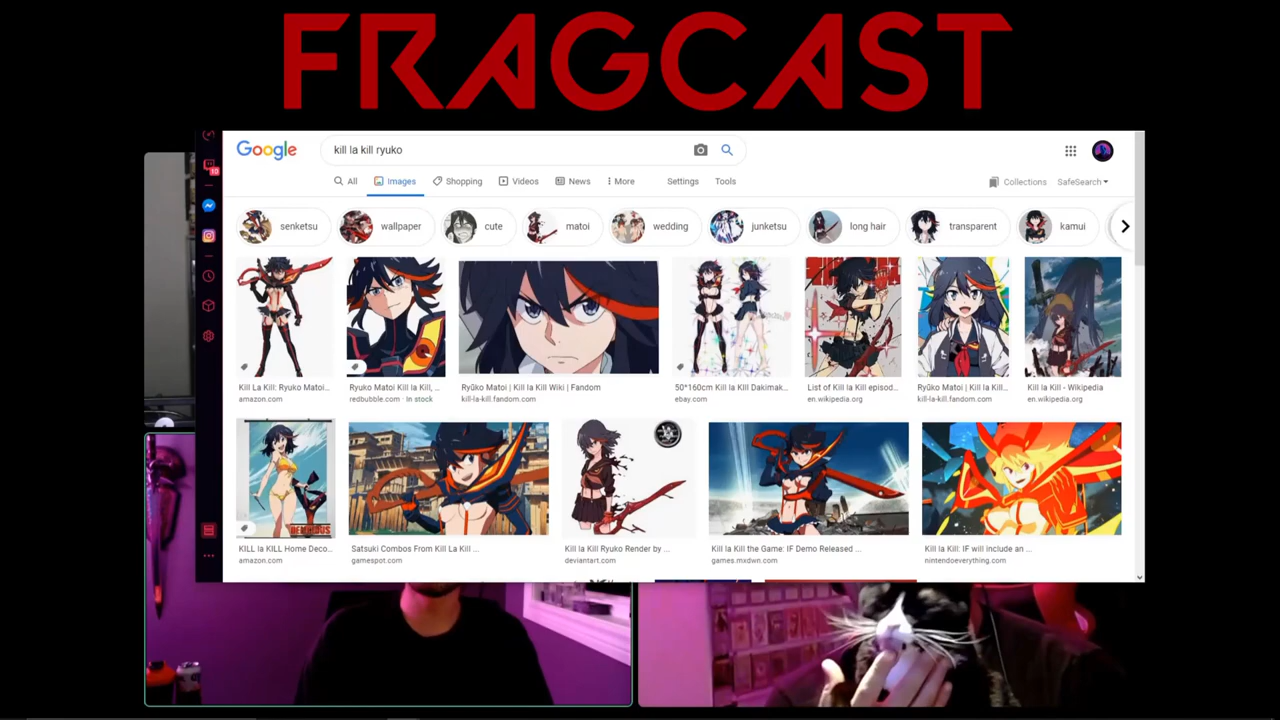 FRAGCAST
Google
kill la kill ryuko
All
Images
Shopping
Videos
News
More
Settings
Tools
Collections
SafeSearch
10
senketsu
wallpaper
cute
matoi
wedding
junketsu
long hair
transparent
kamui
Kill La Kill: Ryuko Matoi...
amazon.com
Ryuko Matoi Kill la Kill, ...
redbubble.com · In stock
Ryūko Matoi | Kill la Kill Wiki | Fandom
kill-la-kill.fandom.com
50*160cm Kill la Kill Dakimak...
ebay.com
List of Kill la Kill episod...
en.wikipedia.org
Ryūko Matoi | Kill la Kill...
kill-la-kill.fandom.com
Kill la Kill - Wikipedia
en.wikipedia.org
KILL la KILL Home Deco...
amazon.com
Satsuki Combos From Kill La Kill ...
gamespot.com
Kill la Kill Ryuko Render by ...
deviantart.com
Kill la Kill the Game: IF Demo Released ...
games.mxdwn.com
Kill la Kill: IF will include an ...
nintendoeverything.com